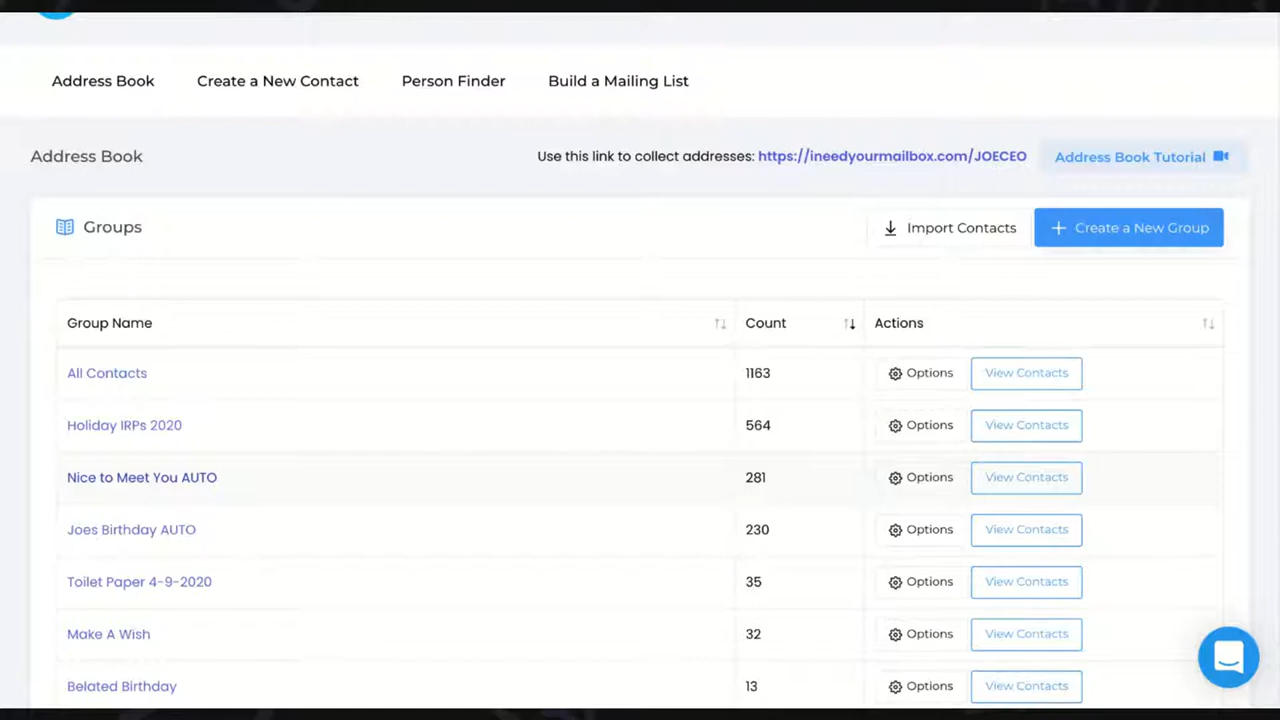 Address Book Create a New Contact Person Finder Build a Mailing List
Address Book Use this link to collect addresses: https://ineedyourmailbox.com/JOECEO Address Book Tutorial
Groups Import Contacts + Create a New Group
Group Name Count Actions
All Contacts 1163 Options View Contacts
Holiday IRPs 2020 564 Options View Contacts
Nice to Meet You AUTO 281 Options View Contacts
Joes Birthday AUTO 230 Options View Contacts
Toilet Paper 4-9-2020 35 Options View Contacts
Make A Wish 32 Options View Contacts
Belated Birthday 13 Options View Contacts